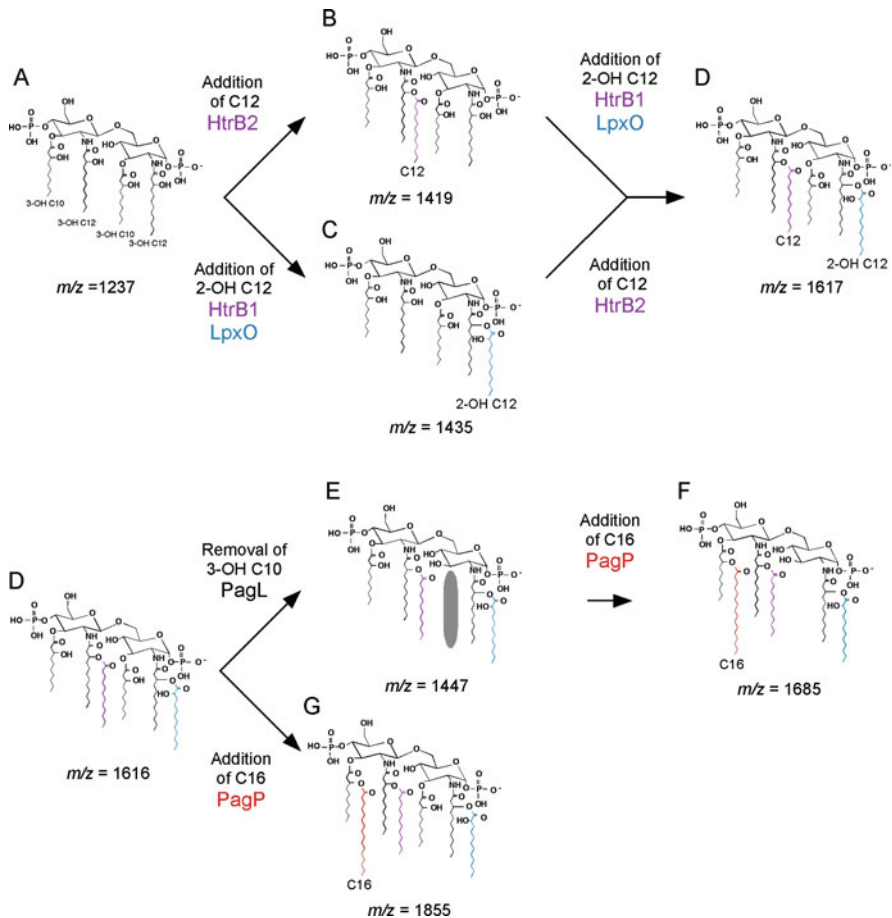 A
B
Addition
of C12
HtrB2
C12
m/z = 1419
Addition of
2-OH C12
HtrB1
LpxO
D
3-OH C10
3-OH C12
3-OH C10
3-OH C12
m/z =1237
Addition of
2-OH C12
HtrB1
LpxO
C
2-OH C12
m/z = 1435
Addition
of C12
HtrB2
C12
2-OH C12
m/z = 1617
D
m/z = 1616
Removal of
3-OH C10
PagL
E
m/z = 1447
Addition
of C16
PagP
F
C16
m/z = 1685
Addition
of C16
PagP
G
C16
m/z = 1855